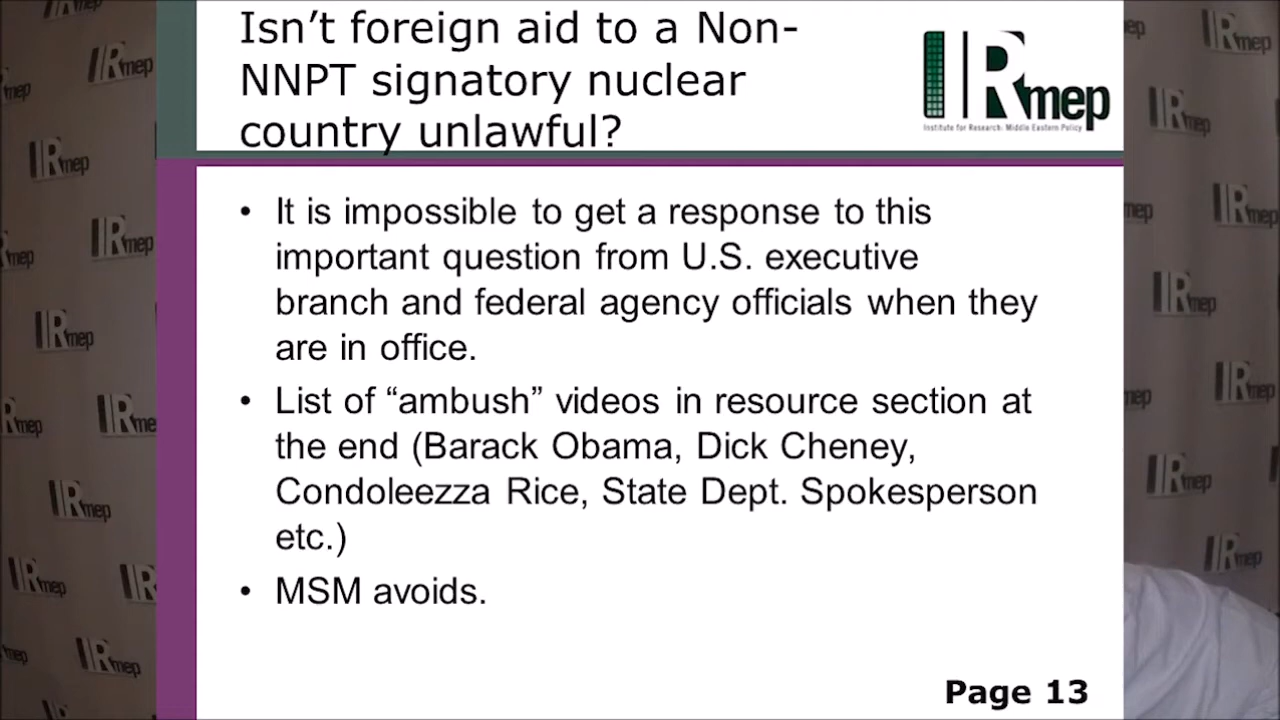 Isn’t foreign aid to a Non-
NNPT signatory nuclear
country unlawful?
IRmep
Institute for Research: Middle Eastern Policy
• It is impossible to get a response to this
important question from U.S. executive
branch and federal agency officials when they
are in office.
• List of “ambush” videos in resource section at
the end (Barack Obama, Dick Cheney,
Condoleezza Rice, State Dept. Spokesperson
etc.)
• MSM avoids.
Page 13